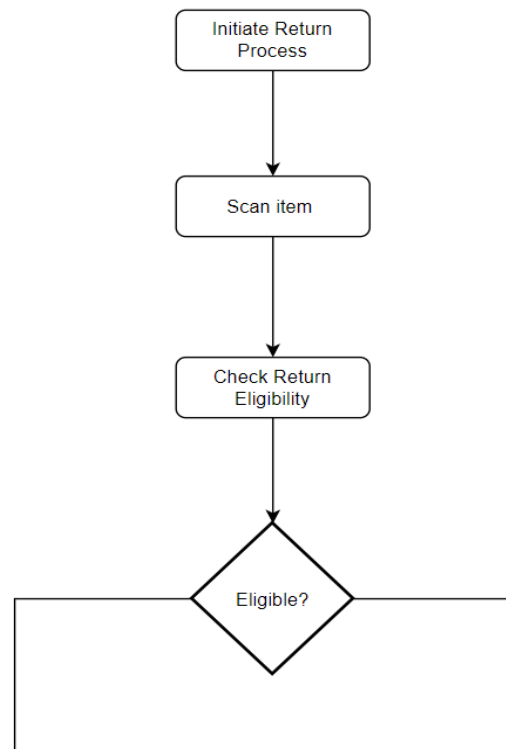 Initiate Return
Process
Scan item
Check Return
Eligibility
Eligible?